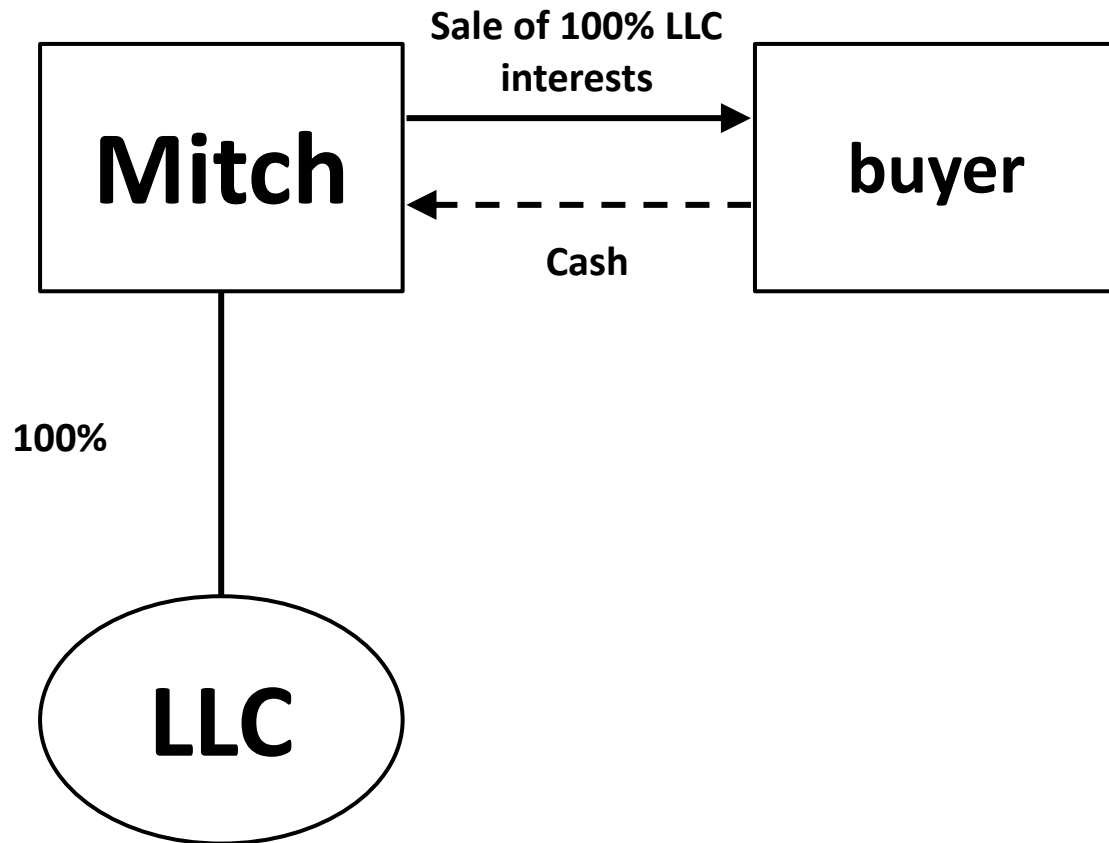 Sale of 100% LLC
interests
Mitch
buyer
Cash
100%
LLC